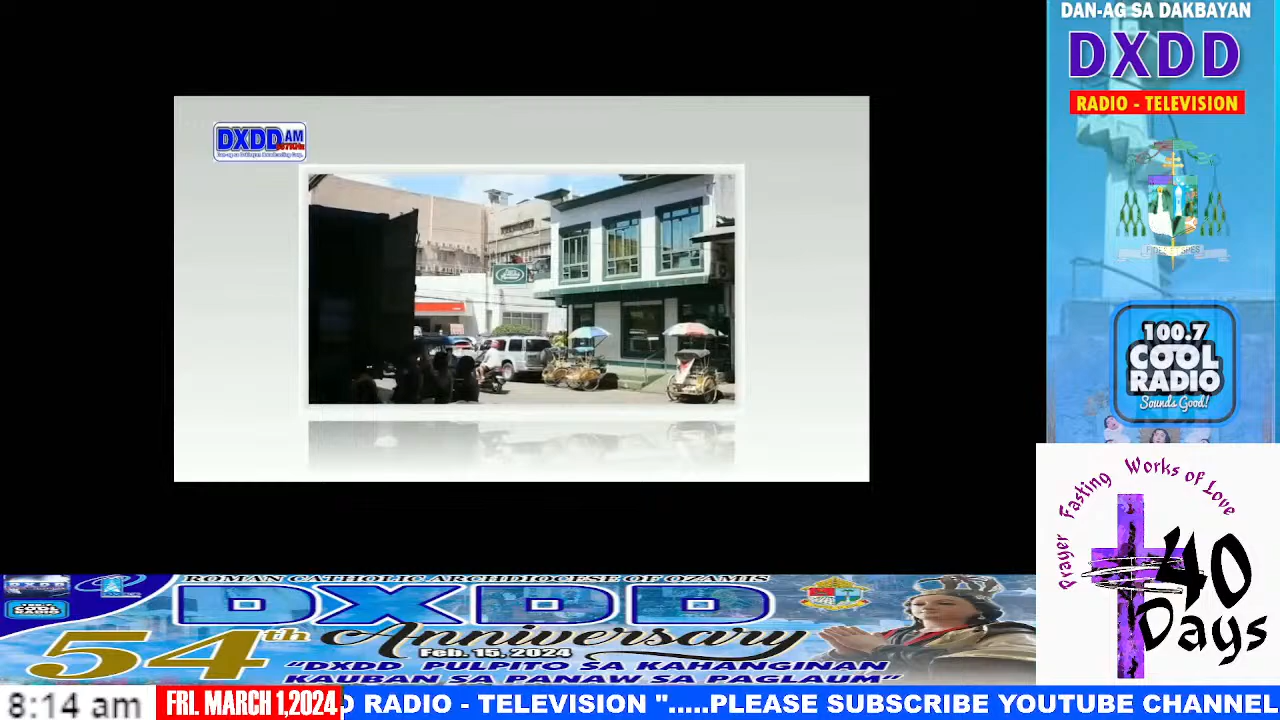 DAN-AG SA DAKBAYAN
DXDD
RADIO - TELEVISION
DXDD AM
100.7
COOL
RADIO
Sounds Good!
Prayer Fasting Works of Love
40
Days
ROMAN CATHOLIC ARCHDIOCESE OF OZAMIS
DXDD
54th Anniversary
Feb. 15, 2024
"DXDD PULPITO SA KAHANGINAN
KAUBAN SA PANAW SA PAGLAUM"
8:14 am
FRI. MARCH 1,2024
RADIO - TELEVISION ".....PLEASE SUBSCRIBE YOUTUBE CHANNEL